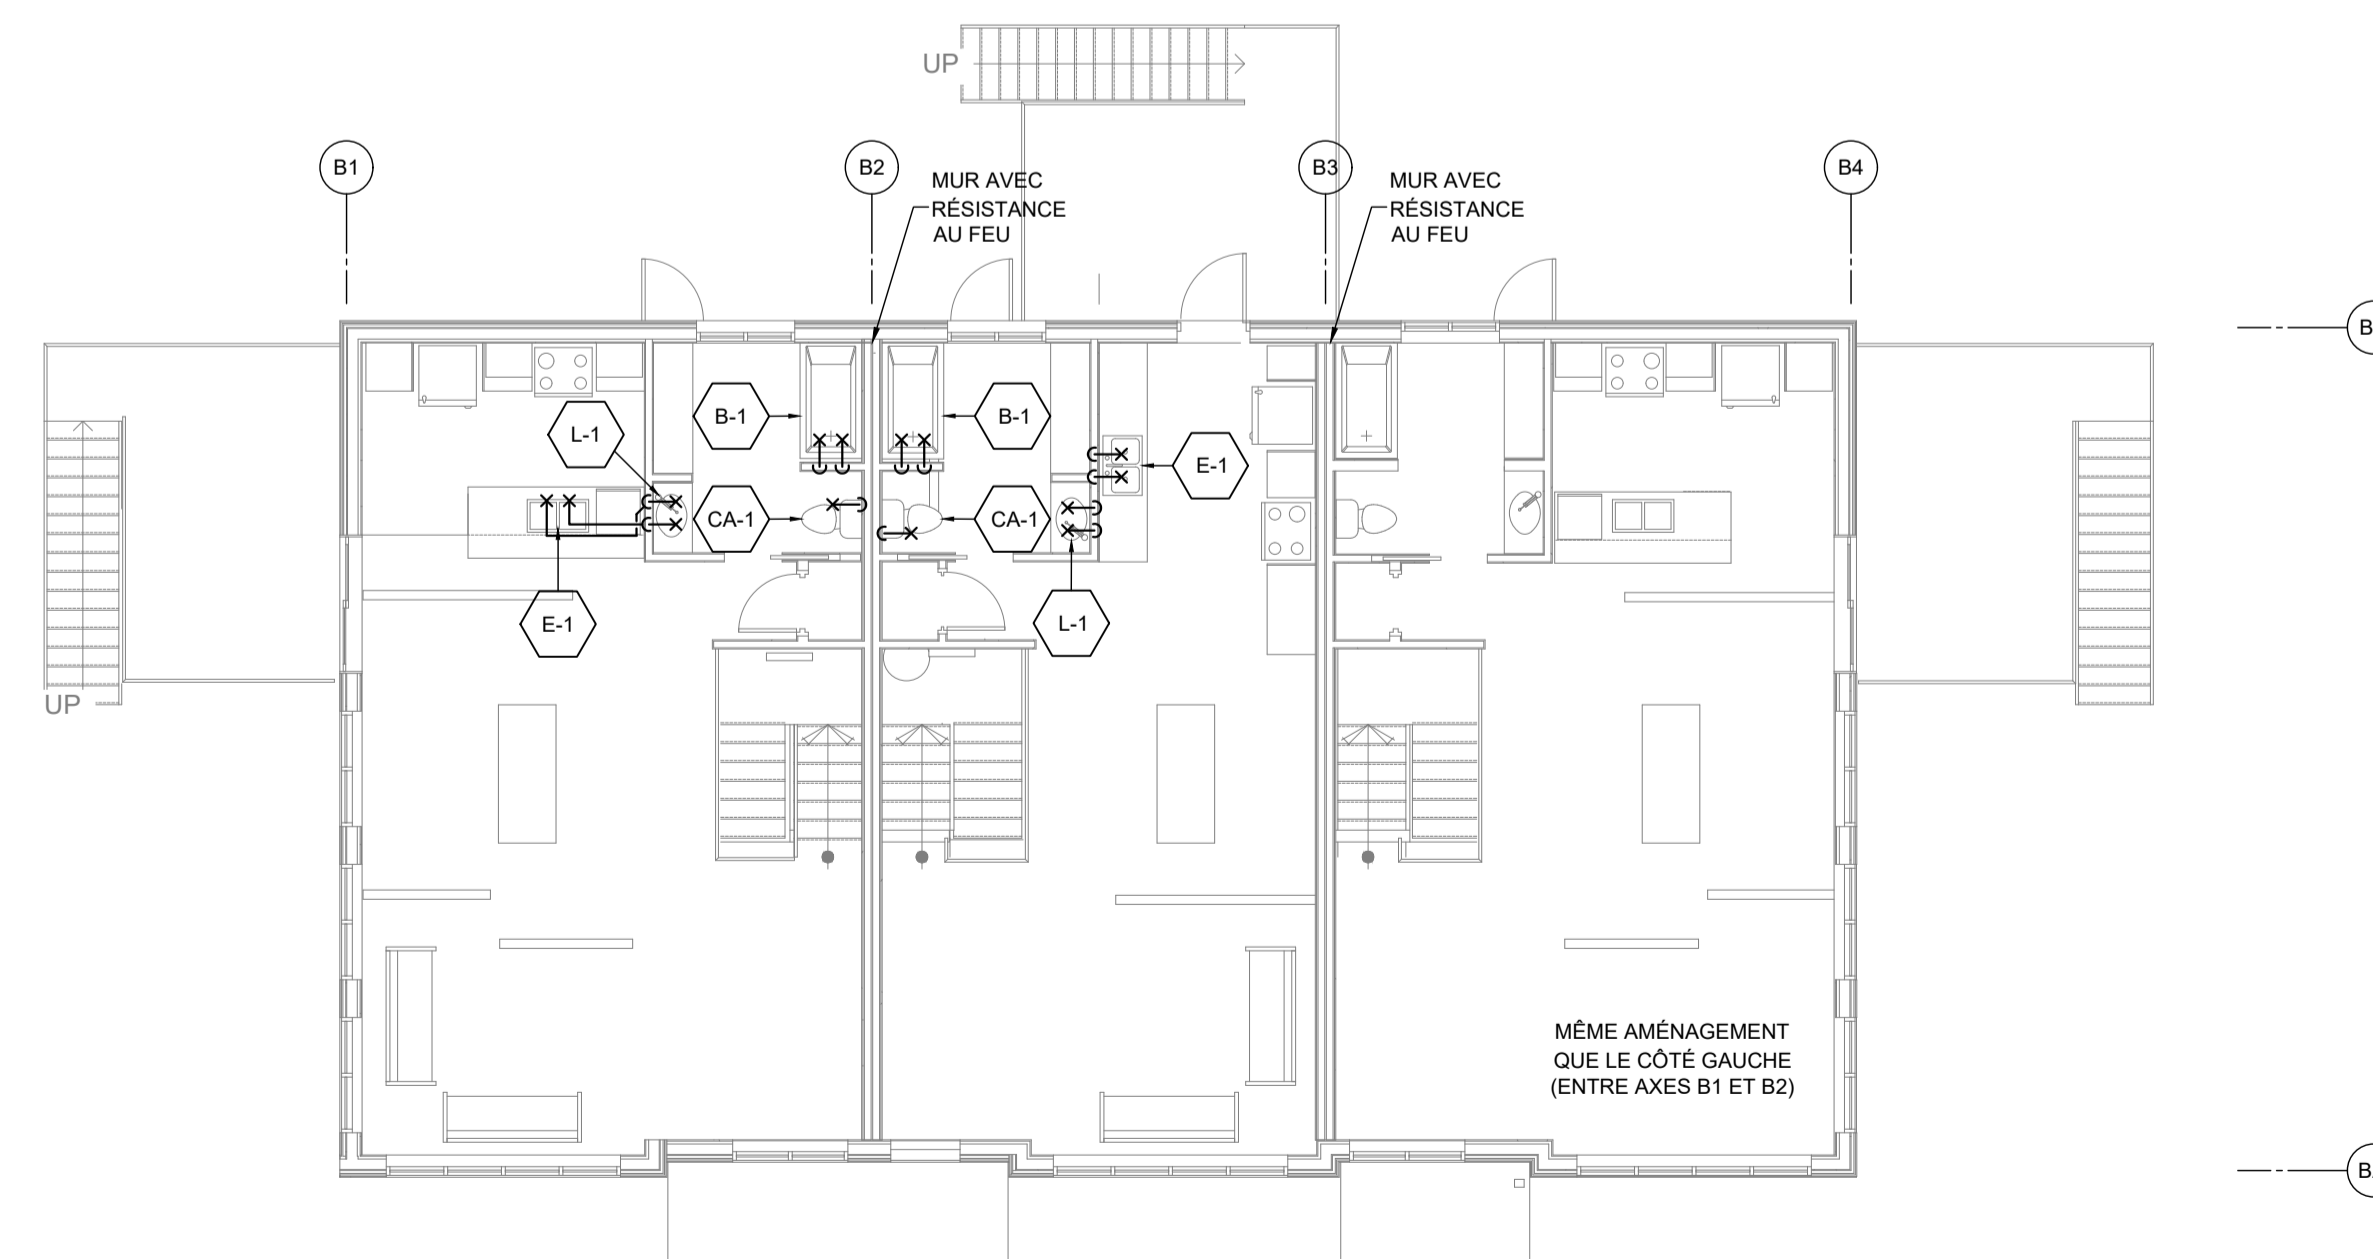 UP
B1
B2
B3
B4
MUR AVEC
RÉSISTANCE
AU FEU
MUR AVEC
RÉSISTANCE
AU FEU
B
B-1
B-1
L-1
E-1
CA-1
CA-1
E-1
L-1
UP
MÊME AMÉNAGEMENT
QUE LE CÔTÉ GAUCHE
(ENTRE AXES B1 ET B2)